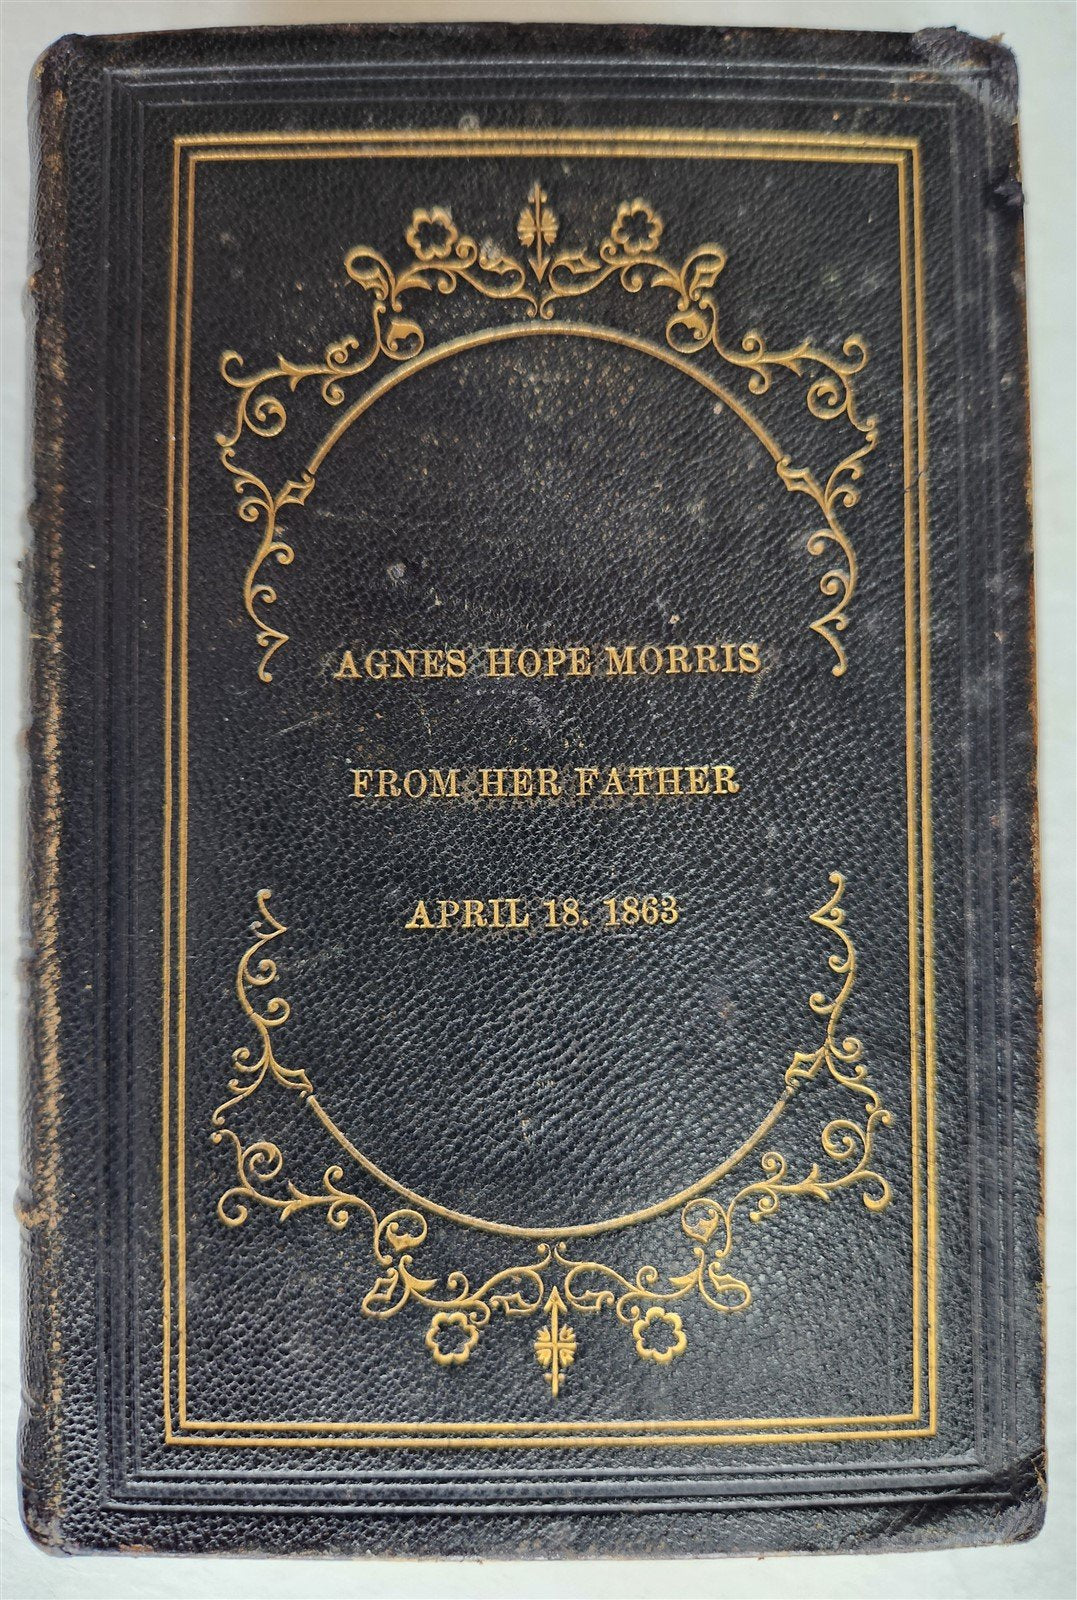 AGNES HOPE MORRIS
FROM HER FATHER
APRIL 18. 1863